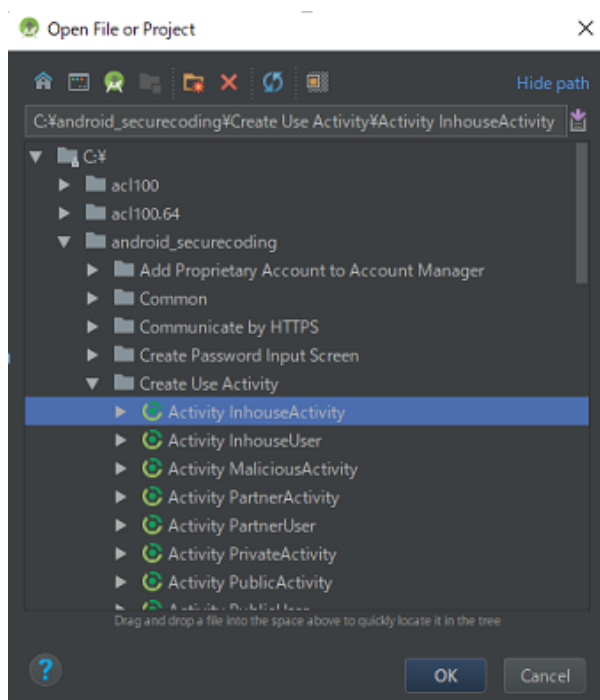 Open File or Project
Hide path
C:¥android_securecoding¥Create Use Activity¥Activity InhouseActivity
C:¥
acl100
acl100.64
android_securecoding
Add Proprietary Account to Account Manager
Common
Communicate by HTTPS
Create Password Input Screen
Create Use Activity
Activity InhouseActivity
Activity InhouseUser
Activity MaliciousActivity
Activity PartnerActivity
Activity PartnerUser
Activity PrivateActivity
Activity PublicActivity
Activity PublicUser
Drag and drop a file into the space above to quickly locate it in the tree
?
OK Cancel